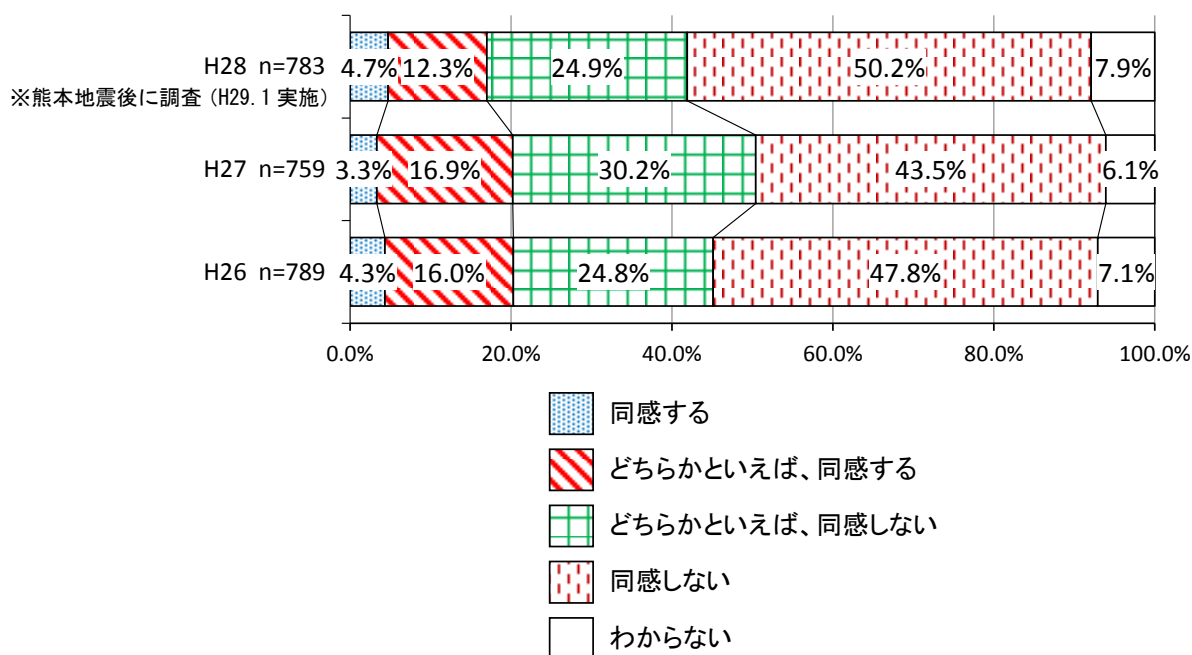 H28 n=783 4.7% 12.3% 24.9% 50.2% 7.9%
※熊本地震後に調査（H29.1 実施）
H27 n=759 3.3% 16.9% 30.2% 43.5% 6.1%
H26 n=789 4.3% 16.0% 24.8% 47.8% 7.1%
0.0% 20.0% 40.0% 60.0% 80.0% 100.0%
同感する
どちらかといえば、同感する
どちらかといえば、同感しない
同感しない
わからない